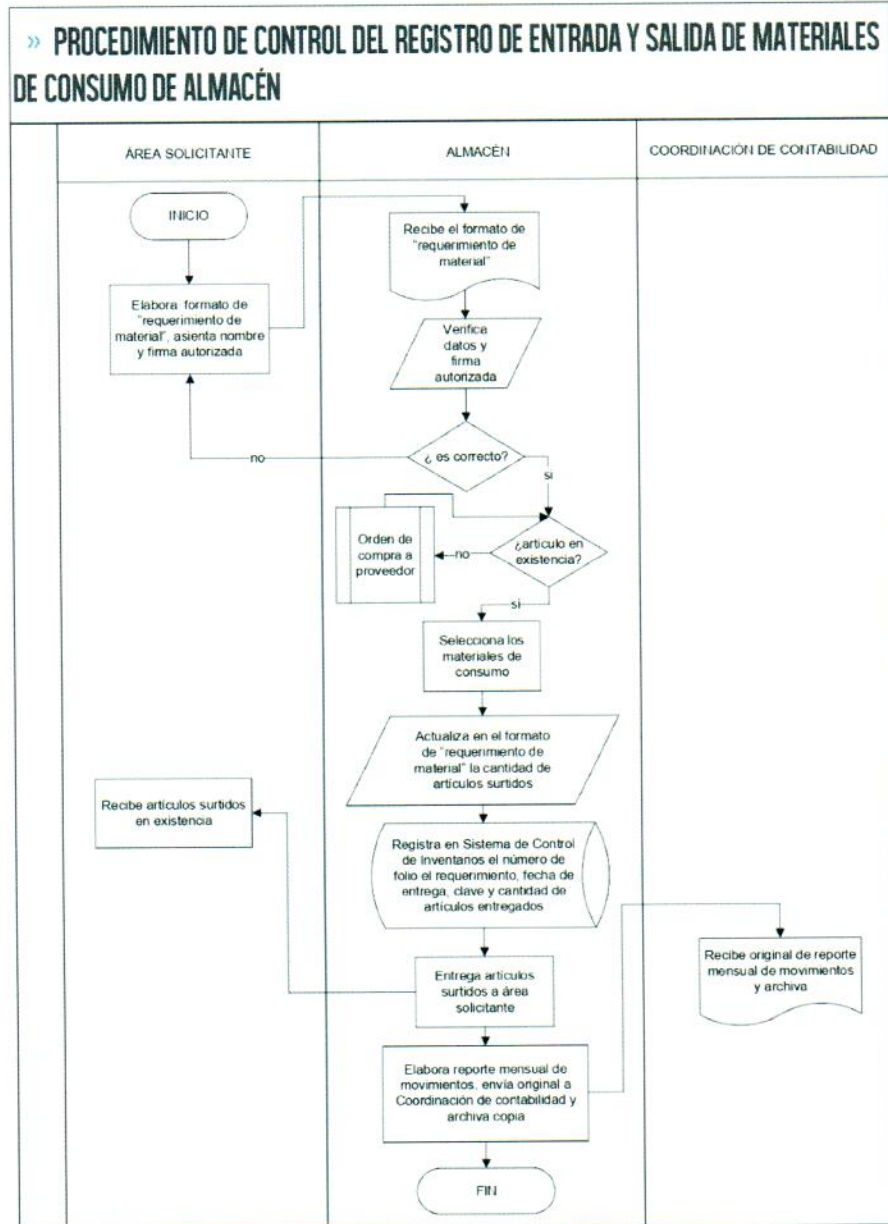 » PROCEDIMIENTO DE CONTROL DEL REGISTRO DE ENTRADA Y SALIDA DE MATERIALES
DE CONSUMO DE ALMACÉN
ÁREA SOLICITANTE
ALMACÉN
COORDINACIÓN DE CONTABILIDAD
INICIO
Elabora formato de
"requerimiento de
material", asienta nombre
y firma autorizada
Recibe el formato de
"requerimiento de
material"
Verifica
datos y
firma
autorizada
¿ es correcto?
no
si
Orden de
compra a
proveedor
no
¿artículo en
existencia?
si
Selecciona los
materiales de
consumo
Actualiza en el formato
de "requerimiento de
material" la cantidad de
artículos surtidos
Recibe artículos surtidos
en existencia
Registra en Sistema de Control
de Inventarios el número de
folio el requerimiento, fecha de
entrega, clave y cantidad de
artículos entregados
Entrega artículos
surtidos a área
solicitante
Recibe original de reporte
mensual de movimientos
y archiva
Elabora reporte mensual de
movimientos, envía original a
Coordinación de contabilidad y
archiva copia
FIN